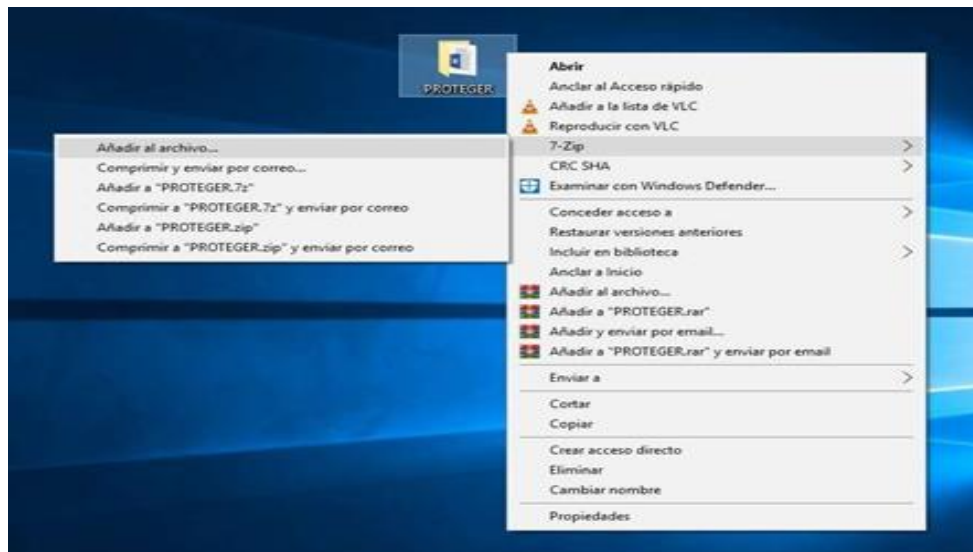 PROTEGER
Abrir
Anclar al Acceso rápido
Añadir a la lista de VLC
Reproducir con VLC
7-Zip
CRC SHA
Examinar con Windows Defender...
Conceder acceso a
Restaurar versiones anteriores
Incluir en biblioteca
Anclar a Inicio
Añadir al archivo...
Añadir a "PROTEGER.rar"
Añadir y enviar por email...
Añadir a "PROTEGER.rar" y enviar por email
Enviar a
Cortar
Copiar
Crear acceso directo
Eliminar
Cambiar nombre
Propiedades
Añadir al archivo...
Comprimir y enviar por correo...
Añadir a "PROTEGER.7z"
Comprimir a "PROTEGER.7z" y enviar por correo
Añadir a "PROTEGER.zip"
Comprimir a "PROTEGER.zip" y enviar por correo